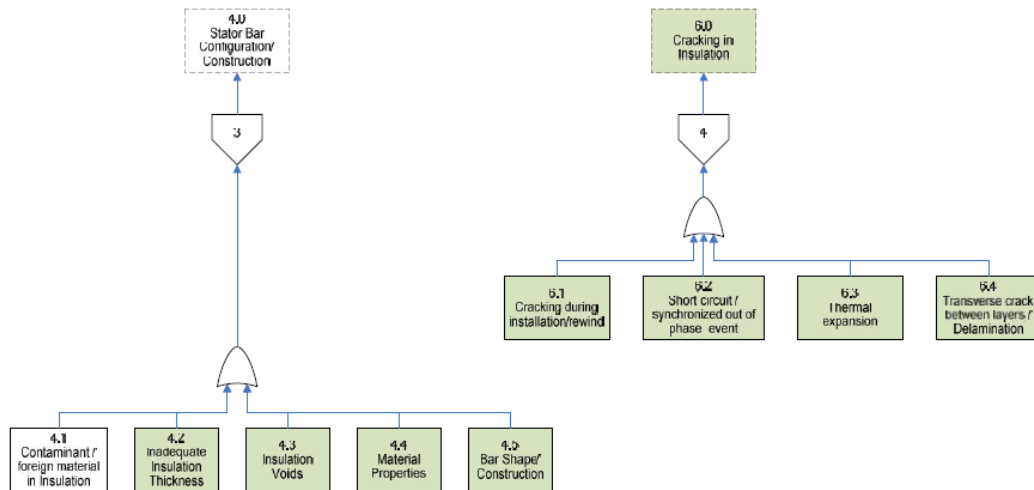 4.0
Stator Bar
Configuration/
Construction
3
4.1
Contaminant /
foreign material
in Insulation
4.2
Inadequate
Insulation
Thickness
4.3
Insulation
Voids
4.4
Material
Properties
4.5
Bar Shape/
Construction
6.0
Cracking in
Insulation
4
6.1
Cracking during
installation/rewind
6.2
Short circuit /
synchronized out of
phase event
6.3
Thermal
expansion
6.4
Transverse crack
between layers /
Delamination